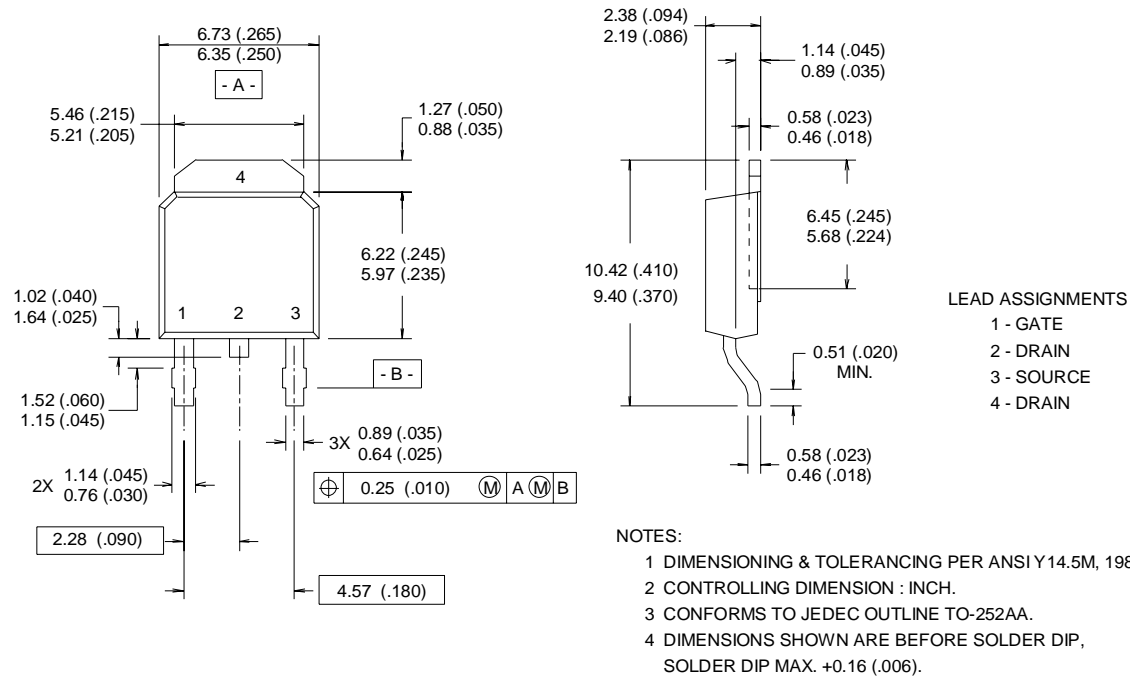 6.73 (.265)
6.35 (.250)
- A -
5.46 (.215)
5.21 (.205)
1.27 (.050)
0.88 (.035)
4
6.22 (.245)
5.97 (.235)
1.02 (.040)
1.64 (.025)
1 2 3
- B -
1.52 (.060)
1.15 (.045)
3X 0.89 (.035)
0.64 (.025)
2X 1.14 (.045)
0.76 (.030)
0.25 (.010) Ⓜ A Ⓜ B
2.28 (.090)
4.57 (.180)
2.38 (.094)
2.19 (.086)
1.14 (.045)
0.89 (.035)
0.58 (.023)
0.46 (.018)
6.45 (.245)
5.68 (.224)
10.42 (.410)
9.40 (.370)
0.51 (.020)
MIN.
0.58 (.023)
0.46 (.018)
LEAD ASSIGNMENTS
1 - GATE
2 - DRAIN
3 - SOURCE
4 - DRAIN
NOTES:
1 DIMENSIONING & TOLERANCING PER ANSI Y14.5M, 198
2 CONTROLLING DIMENSION : INCH.
3 CONFORMS TO JEDEC OUTLINE TO-252AA.
4 DIMENSIONS SHOWN ARE BEFORE SOLDER DIP,
SOLDER DIP MAX. +0.16 (.006).